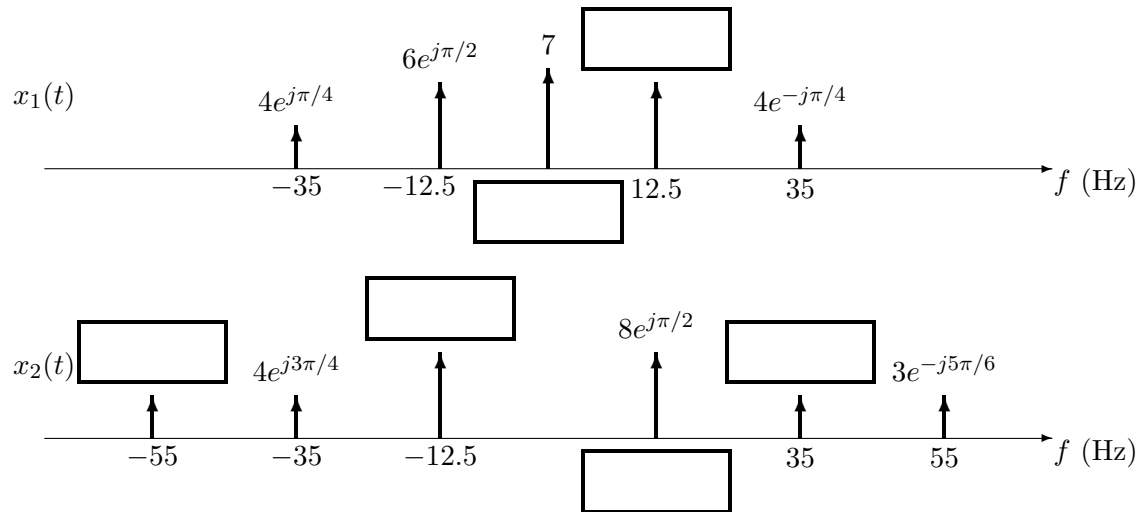 7
6e^{jπ/2}
x_1(t) 4e^{jπ/4} 4e^{-jπ/4}
−35 −12.5 12.5 35 f (Hz)
8e^{jπ/2}
x_2(t) 4e^{j3π/4} 3e^{-j5π/6}
−55 −35 −12.5 35 55 f (Hz)